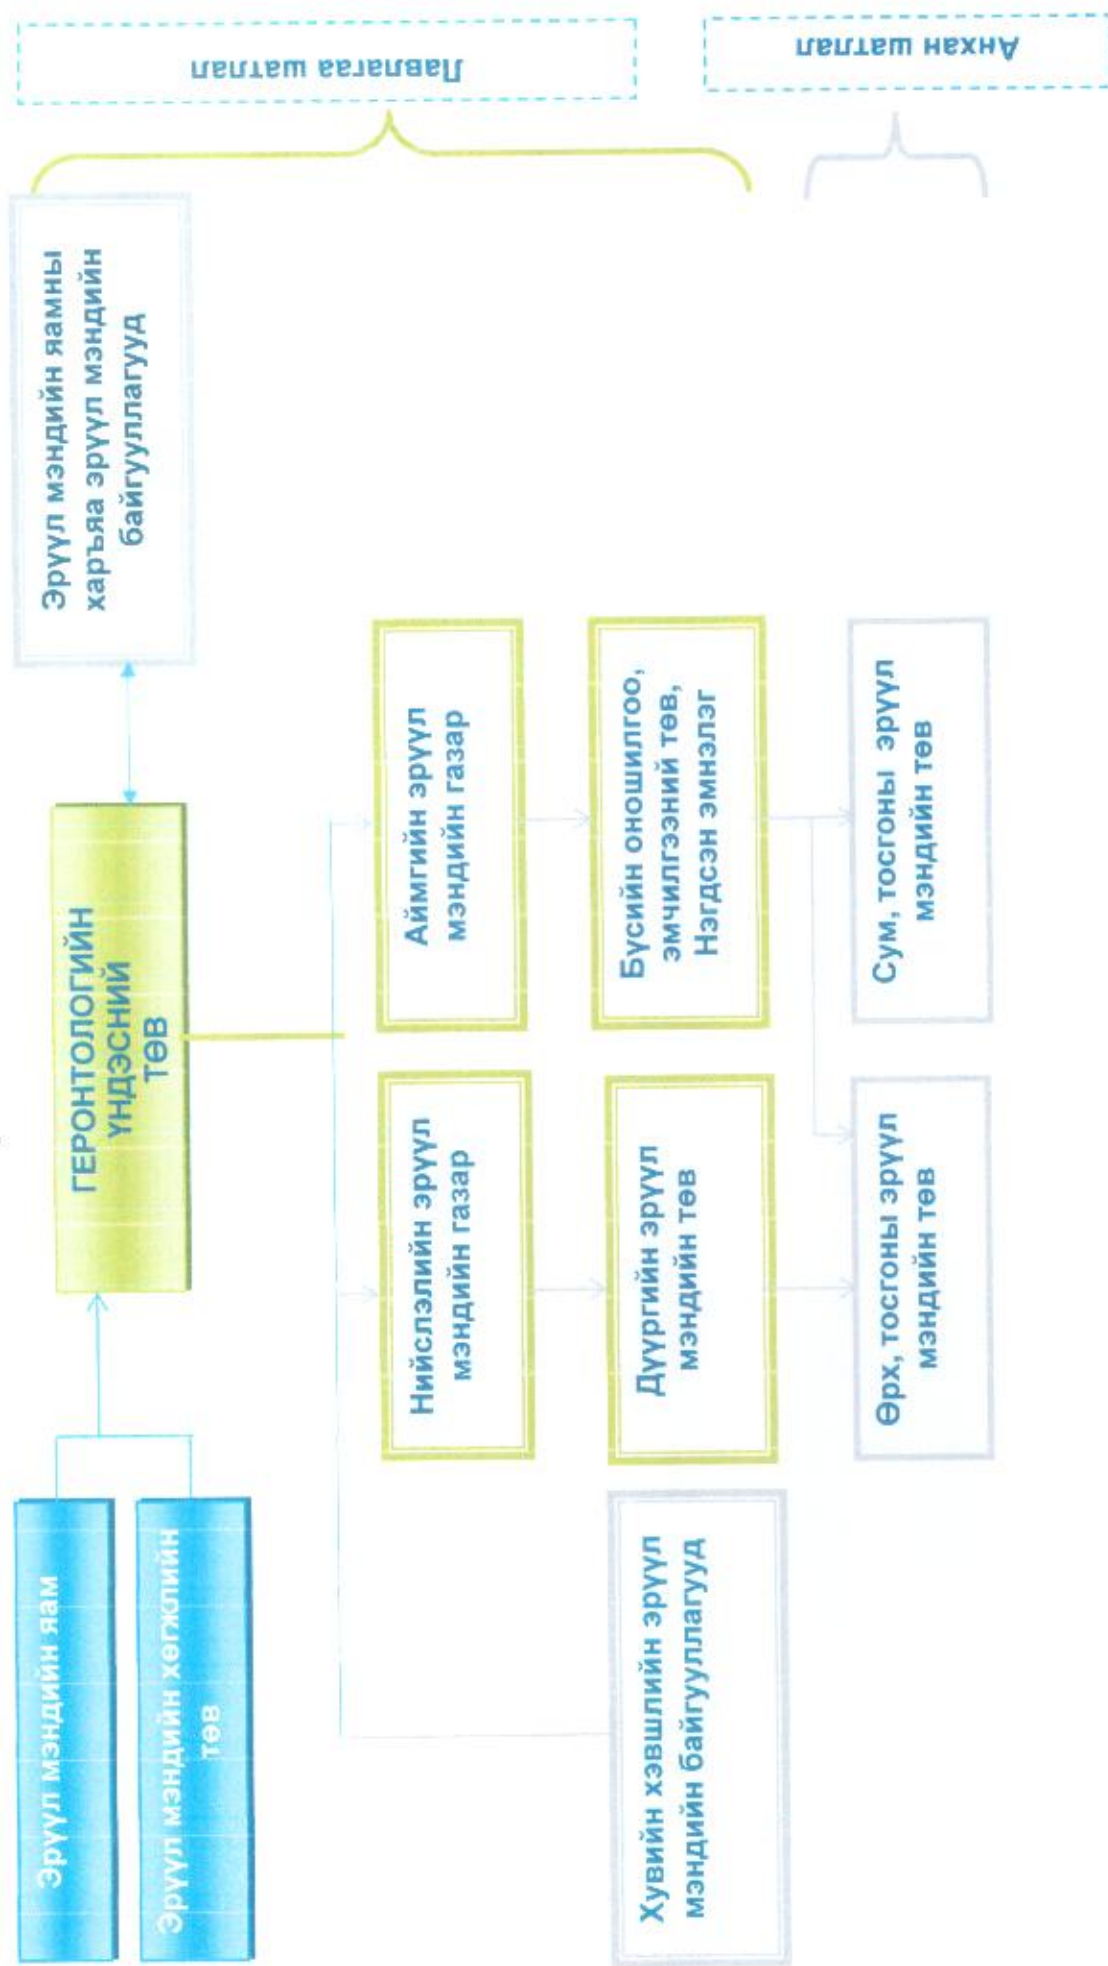 Эрүүл мэндийн яам
Эрүүл мэндийн хөгжлийн
төв
ГЕРОНТОЛОГИЙН
ҮНДЭСНИЙ
ТӨВ
Эрүүл мэндийн яамны
харъяа эрүүл мэндийн
байгууллагууд
Лавлагаа шатлал
Нийслэлийн эрүүл
мэндийн газар
Аймгийн эрүүл
мэндийн газар
Хувийн хэвшлийн эрүүл
мэндийн байгууллагууд
Дүүргийн эрүүл
мэндийн төв
Бүсийн оношилгоо,
эмчилгээний төв,
Нэгдсэн эмнэлэг
Өрх, тосгоны эрүүл
мэндийн төв
Сум, тосгоны эрүүл
мэндийн төв
Анхан шатлал